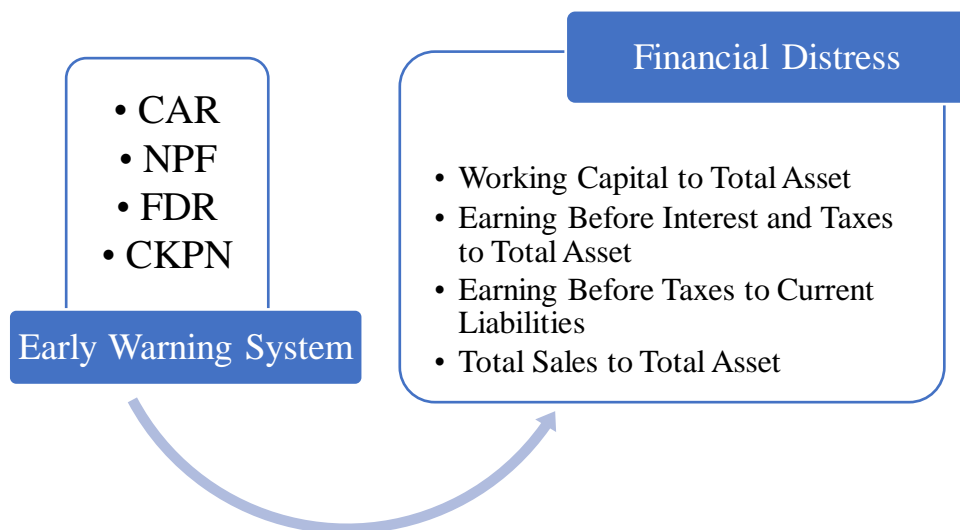 • CAR
• NPF
• FDR
• CKPN
Early Warning System
Financial Distress
• Working Capital to Total Asset
• Earning Before Interest and Taxes
to Total Asset
• Earning Before Taxes to Current
Liabilities
• Total Sales to Total Asset